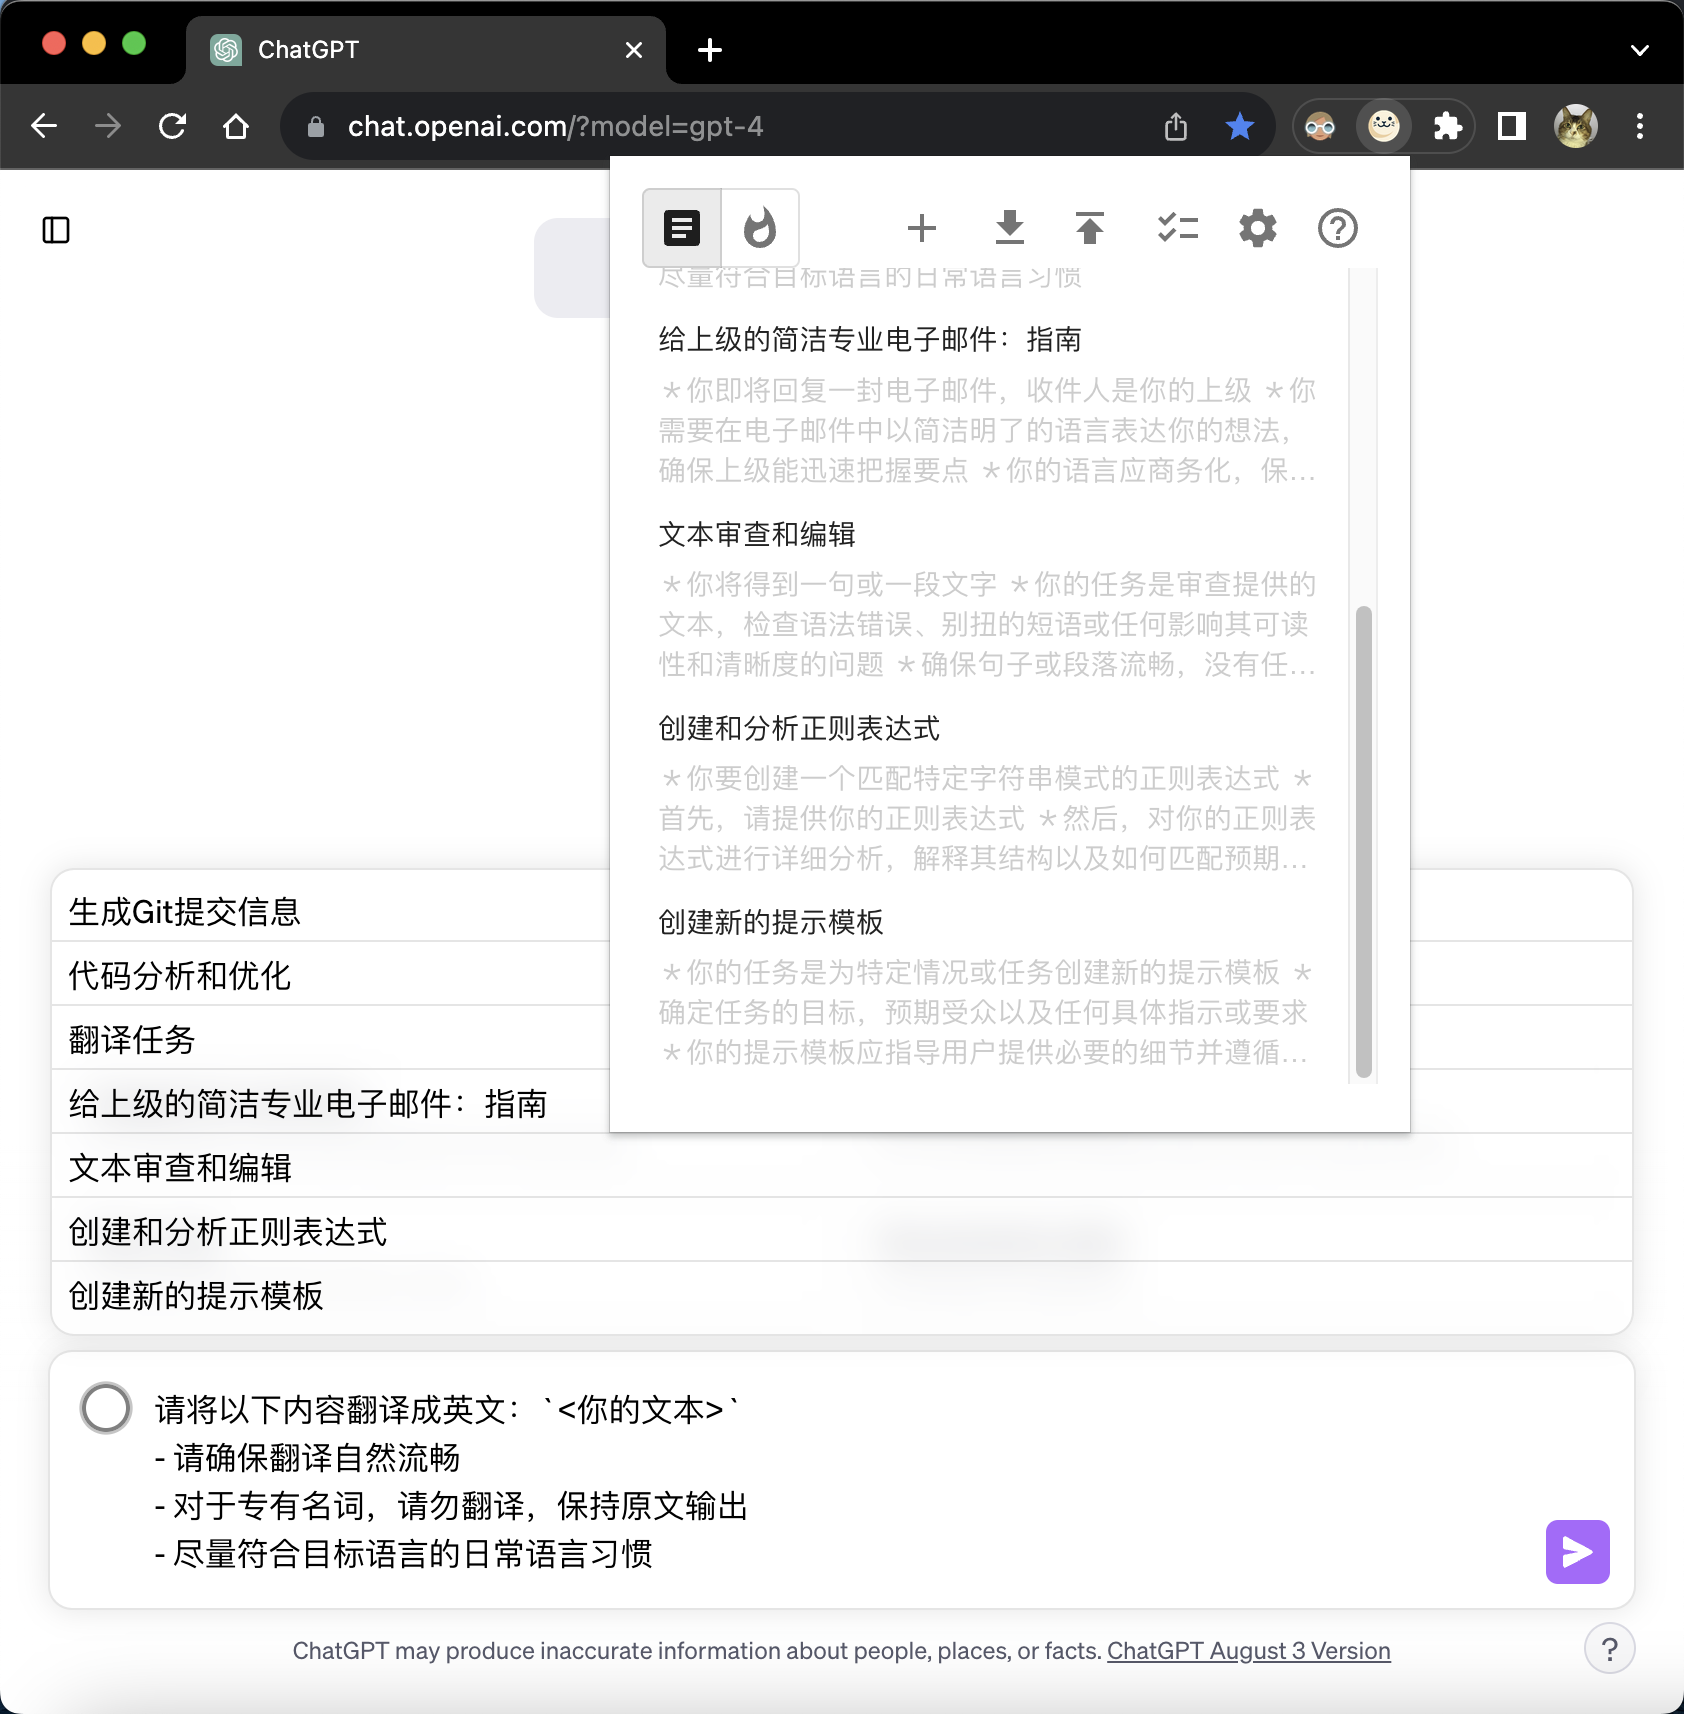 ChatGPT
chat.openai.com/?model=gpt-4
尽量符合目标语言的日常语言习惯
给上级的简洁专业电子邮件：指南
*你即将回复一封电子邮件，收件人是你的上级 *你
需要在电子邮件中以简洁明了的语言表达你的想法，
确保上级能迅速把握要点 *你的语言应商务化，保...
文本审查和编辑
*你将得到一句或一段文字 *你的任务是审查提供的
文本，检查语法错误、别扭的短语或任何影响其可读
性和清晰度的问题 *确保句子或段落流畅，没有任...
创建和分析正则表达式
*你要创建一个匹配特定字符串模式的正则表达式 *
首先，请提供你的正则表达式 *然后，对你的正则表
达式进行详细分析，解释其结构以及如何匹配预期...
创建新的提示模板
*你的任务是为特定情况或任务创建新的提示模板 *
确定任务的目标，预期受众以及任何具体指示或要求
*你的提示模板应指导用户提供必要的细节并遵循...
生成Git提交信息
代码分析和优化
翻译任务
给上级的简洁专业电子邮件：指南
文本审查和编辑
创建和分析正则表达式
创建新的提示模板
请将以下内容翻译成英文：`<你的文本>`
- 请确保翻译自然流畅
- 对于专有名词，请勿翻译，保持原文输出
- 尽量符合目标语言的日常语言习惯
ChatGPT may produce inaccurate information about people, places, or facts. ChatGPT August 3 Version
?